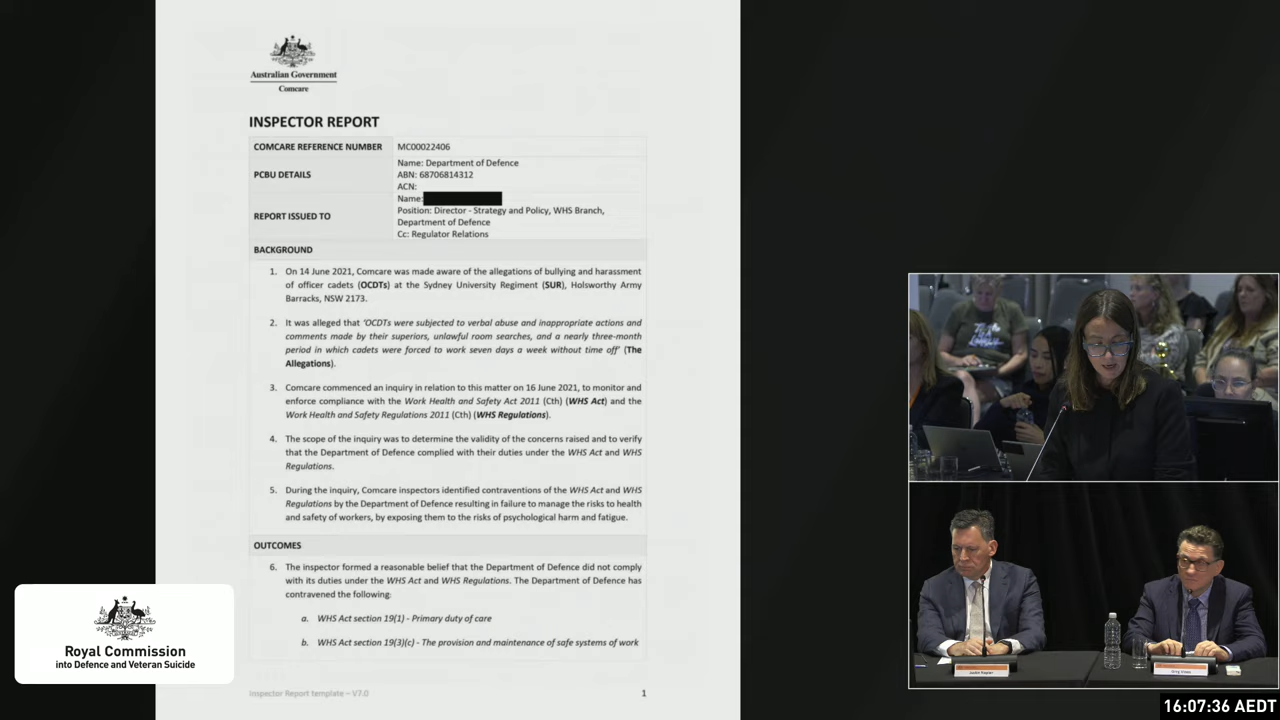 Australian Government
Comcare
INSPECTOR REPORT
COMCARE REFERENCE NUMBER
MC00022406
PCBU DETAILS
Name: Department of Defence
ABN: 68706814312
ACN:
REPORT ISSUED TO
Name:
Position: Director - Strategy and Policy, WHS Branch,
Department of Defence
Cc: Regulator Relations
BACKGROUND
1. On 14 June 2021, Comcare was made aware of the allegations of bullying and harassment
of officer cadets (OCDTs) at the Sydney University Regiment (SUR), Holsworthy Army
Barracks, NSW 2173.
2. It was alleged that 'OCDTs were subjected to verbal abuse and inappropriate actions and
comments made by their superiors, unlawful room searches, and a nearly three-month
period in which cadets were forced to work seven days a week without time off' (The
Allegations).
3. Comcare commenced an inquiry in relation to this matter on 16 June 2021, to monitor and
enforce compliance with the Work Health and Safety Act 2011 (Cth) (WHS Act) and the
Work Health and Safety Regulations 2011 (Cth) (WHS Regulations).
4. The scope of the inquiry was to determine the validity of the concerns raised and to verify
that the Department of Defence complied with their duties under the WHS Act and WHS
Regulations.
5. During the inquiry, Comcare inspectors identified contraventions of the WHS Act and WHS
Regulations by the Department of Defence resulting in failure to manage the risks to health
and safety of workers, by exposing them to the risks of psychological harm and fatigue.
OUTCOMES
6. The inspector formed a reasonable belief that the Department of Defence did not comply
with its duties under the WHS Act and WHS Regulations. The Department of Defence has
contravened the following:
a. WHS Act section 19(1) - Primary duty of care
b. WHS Act section 19(3)(c) - The provision and maintenance of safe systems of work
Inspector Report template – V7.0
1
Royal Commission
into Defence and Veteran Suicide
16:07:36 AEDT